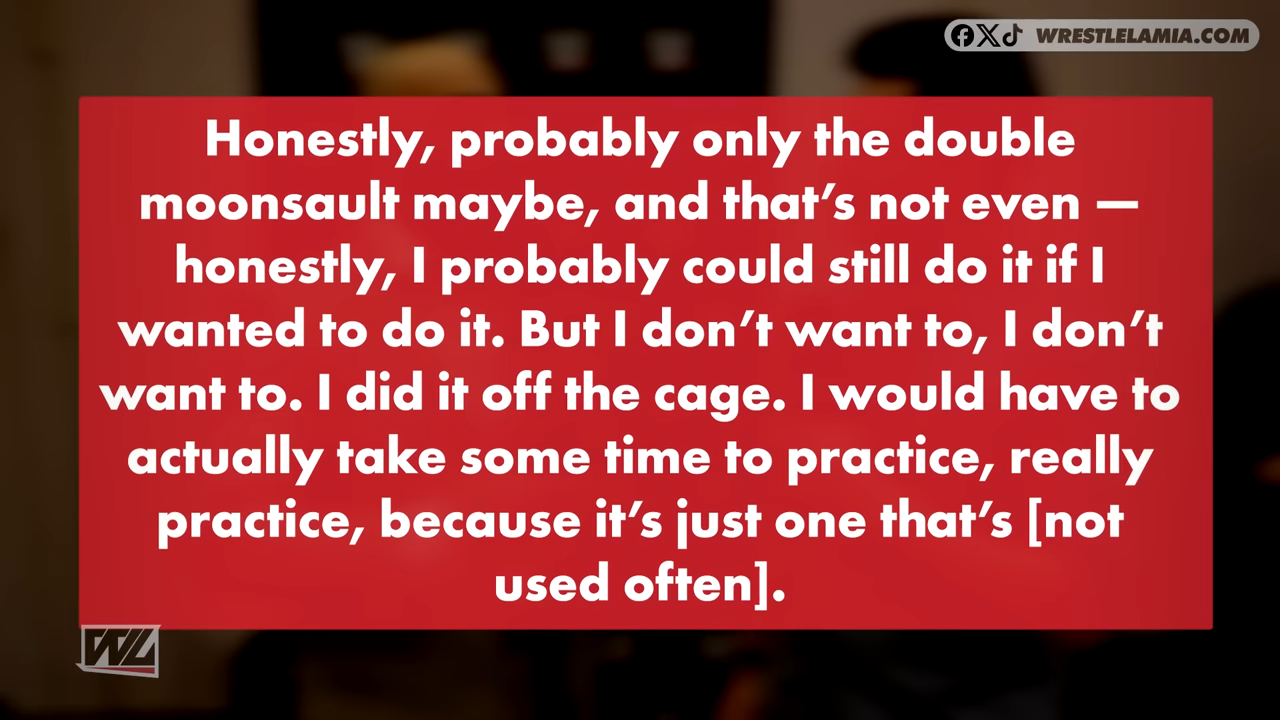 WRESTLELAMIA.COM
Honestly, probably only the double
moonsault maybe, and that’s not even —
honestly, I probably could still do it if I
wanted to do it. But I don’t want to, I don’t
want to. I did it off the cage. I would have to
actually take some time to practice, really
practice, because it’s just one that’s [not
used often].
WL